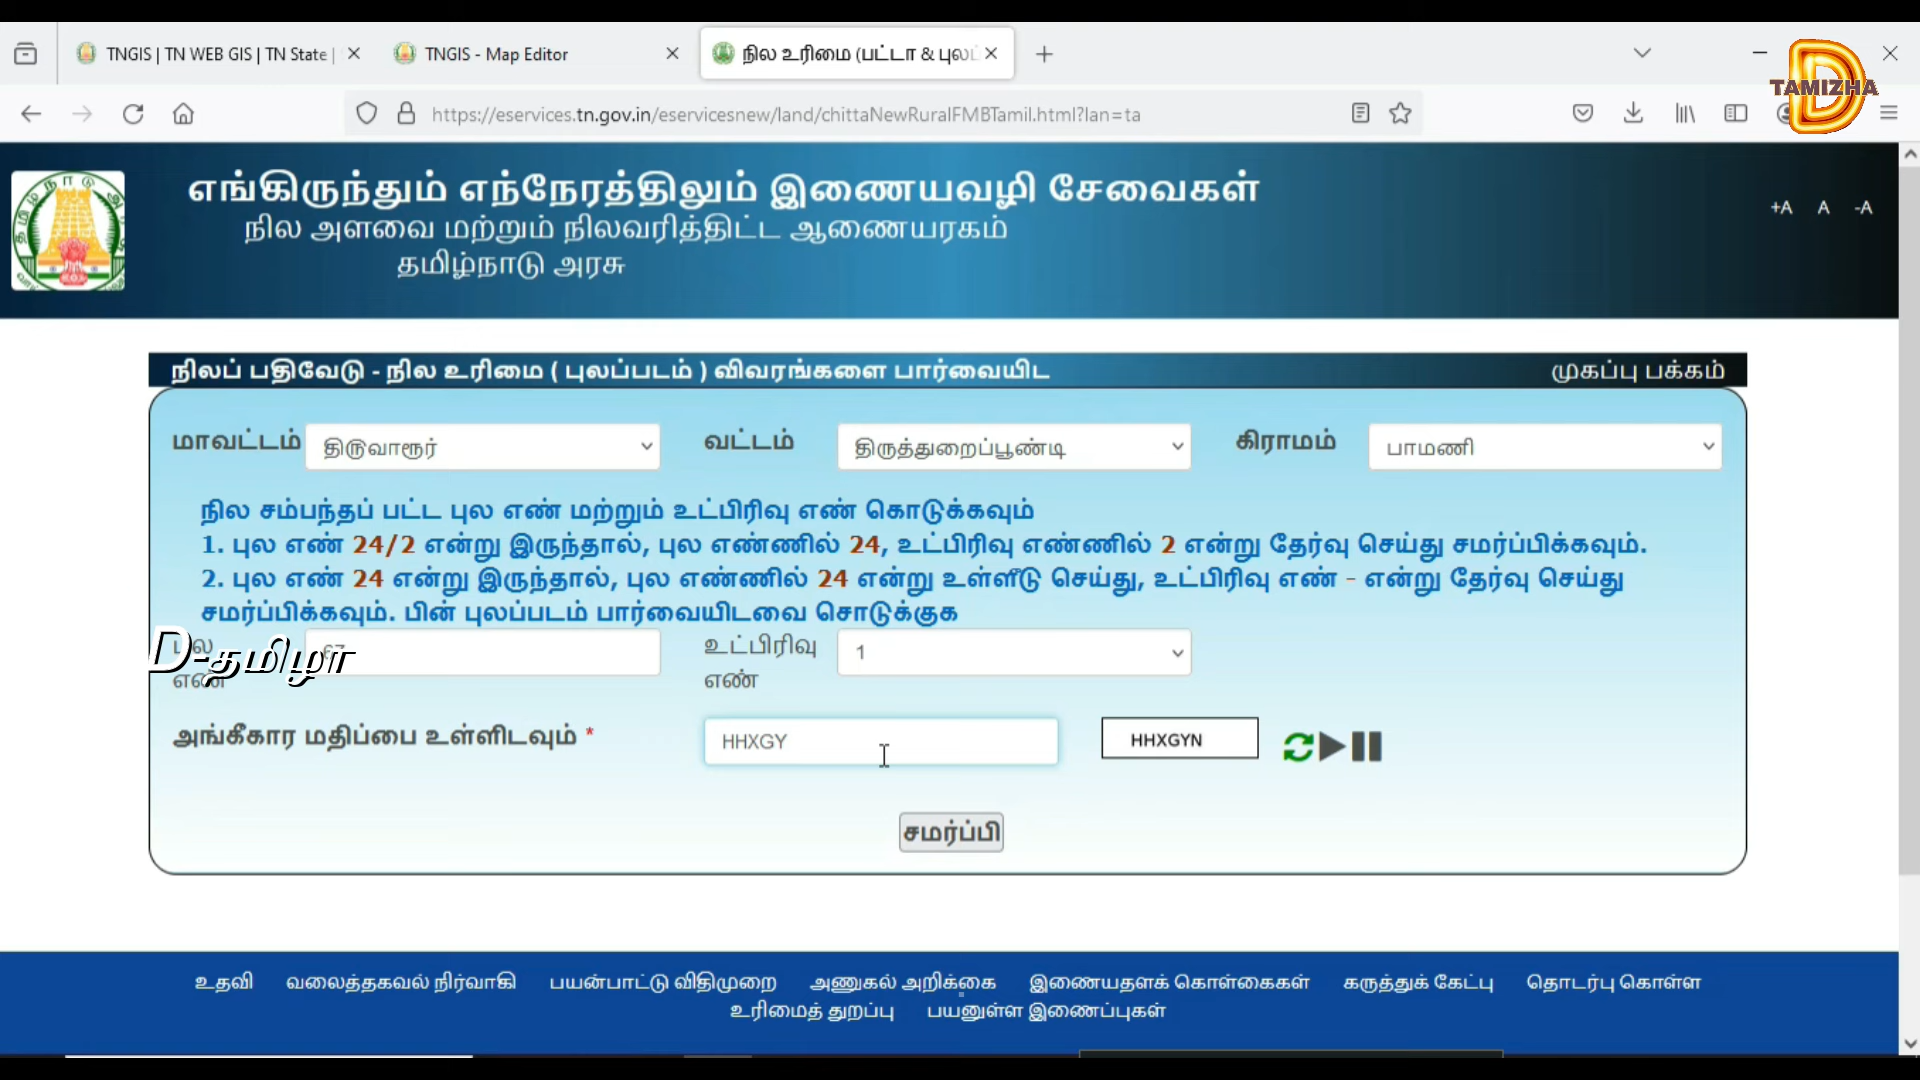 TNGIS | TN WEB GIS | TN State |
TNGIS - Map Editor
நில உரிமை (பட்டா & புலப்
D
TAMIZHA
https://eservices.tn.gov.in/eservicesnew/land/chittaNewRuralFMBTamil.html?lan=ta
எங்கிருந்தும் எந்நேரத்திலும் இணையவழி சேவைகள்
நில அளவை மற்றும் நிலவரித்திட்ட ஆணையரகம்
தமிழ்நாடு அரசு
+A A -A
நிலப் பதிவேடு - நில உரிமை ( புலப்படம் ) விவரங்களை பார்வையிட
முகப்பு பக்கம்
மாவட்டம் திருவாரூர் வட்டம் திருத்துறைப்பூண்டி கிராமம் பாமணி
நில சம்பந்தப் பட்ட புல எண் மற்றும் உட்பிரிவு எண் கொடுக்கவும்
1. புல எண் 24/2 என்று இருந்தால், புல எண்ணில் 24, உட்பிரிவு எண்ணில் 2 என்று தேர்வு செய்து சமர்ப்பிக்கவும்.
2. புல எண் 24 என்று இருந்தால், புல எண்ணில் 24 என்று உள்ளீடு செய்து, உட்பிரிவு எண் - என்று தேர்வு செய்து
சமர்ப்பிக்கவும். பின் புலப்படம் பார்வையிடவை சொடுக்குக
புல எண் 67 உட்பிரிவு எண் 1
D-தமிழா
அங்கீகார மதிப்பை உள்ளிடவும் * HHXGY HHXGYN
சமர்ப்பி
உதவி வலைத்தகவல் நிர்வாகி பயன்பாட்டு விதிமுறை அணுகல் அறிக்கை இணையதளக் கொள்கைகள் கருத்துக் கேட்பு தொடர்பு கொள்ள
உரிமைத் துறப்பு பயனுள்ள இணைப்புகள்